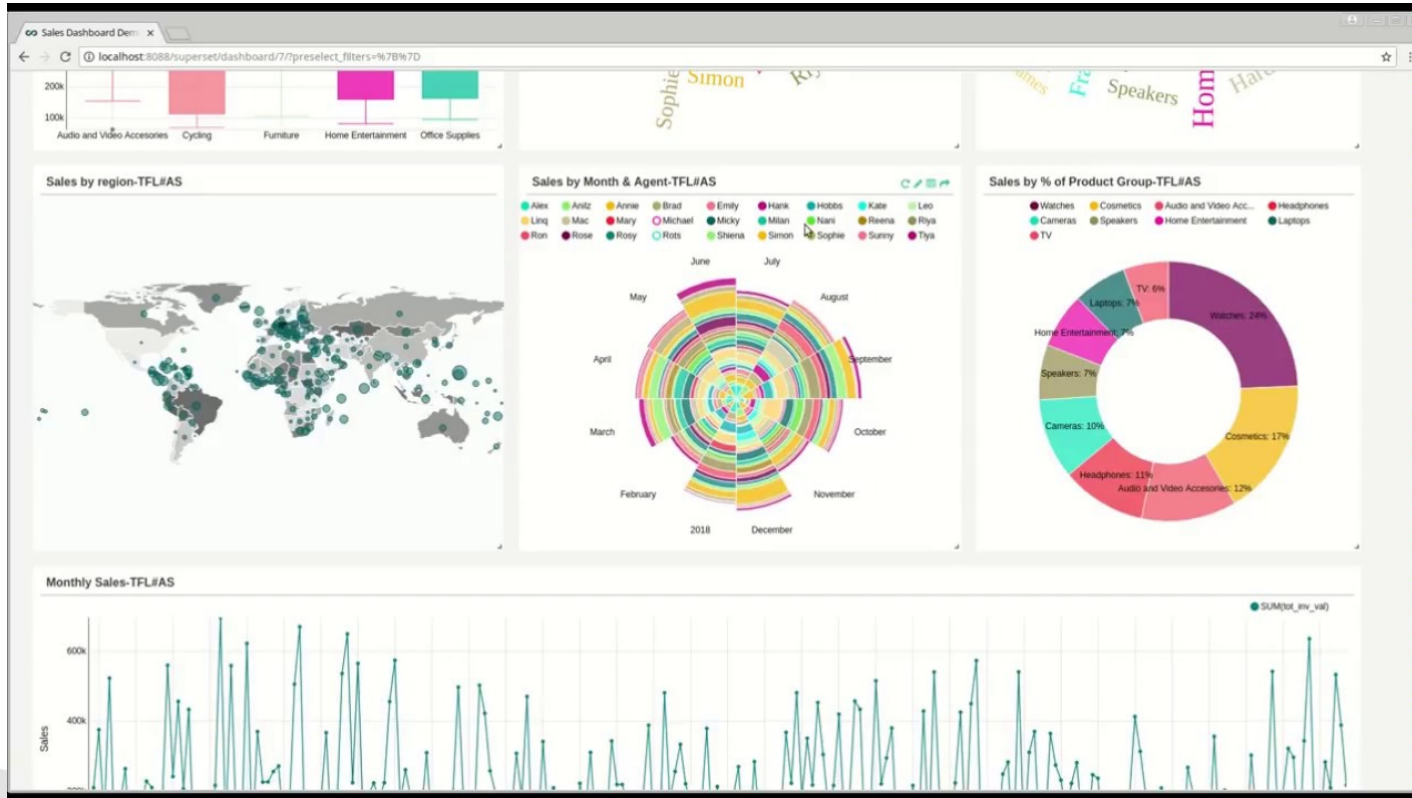 Sales Dashboard Dem
localhost:8088/superset/dashboard/7/?preselect_filters=%7B%7D
200k
100k
Audio and Video Accesories Cycling Furniture Home Entertainment Office Supplies
Sophie Simon
Speakers
Sales by region-TFL#AS
Sales by Month & Agent-TFL#AS
Alex Anitz Annie Brad Emily Hank Hobbs Kate Leo
Linq Mac Mary Michael Micky Milan Nani Reena Riya
Ron Rose Rosy Rots Shiena Simon Sophie Sunny Tiya
June July
May August
April September
March October
February November
2018 December
Sales by % of Product Group-TFL#AS
Watches Cosmetics Audio and Video Acc... Headphones
Cameras Speakers Home Entertainment Laptops
TV
TV: 6%
Laptops: 7%
Watches: 24%
Home Entertainment: 7%
Speakers: 7%
Cameras: 10%
Cosmetics: 17%
Headphones: 11%
Audio and Video Accesories: 12%
Monthly Sales-TFL#AS
SUM(tot_inv_val)
600k
400k
Sales